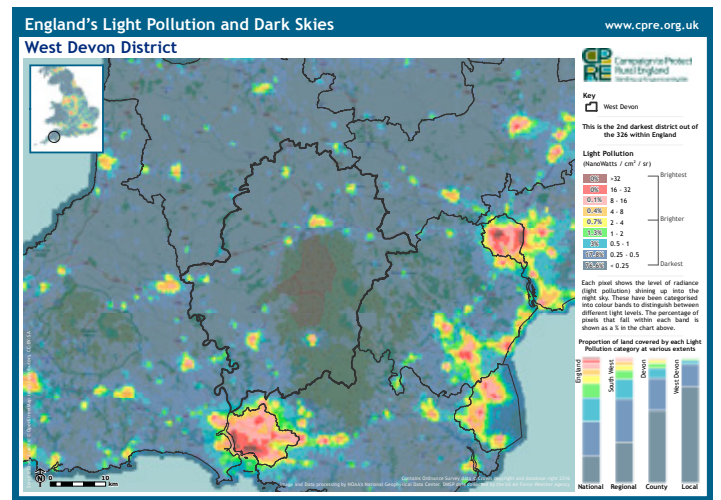 England's Light Pollution and Dark Skies
www.cpre.org.uk
West Devon District
Campaign to Protect
Rural England
Key
West Devon
This is the 2nd darkest district out of
the 326 within England
Light Pollution
(NanoWatts / cm² / sr)
0% >32 Brightest
0% 16 - 32
0.1% 8 - 16
0.4% 4 - 8
0.7% 2 - 4 Brighter
1.3% 1 - 2
3% 0.5 - 1
0.25 - 0.5
< 0.25 Darkest
Each pixel shows the level of radiance
(light pollution) shining up into the
night sky. These have been categorised
into colour bands to distinguish between
different light levels. The percentage of
pixels that fall within each band is
shown as a % in the chart above.
Proportion of land covered by each Light
Pollution category at various extents
England
South West
Devon
West Devon
National Regional County Local
N
0 10
km